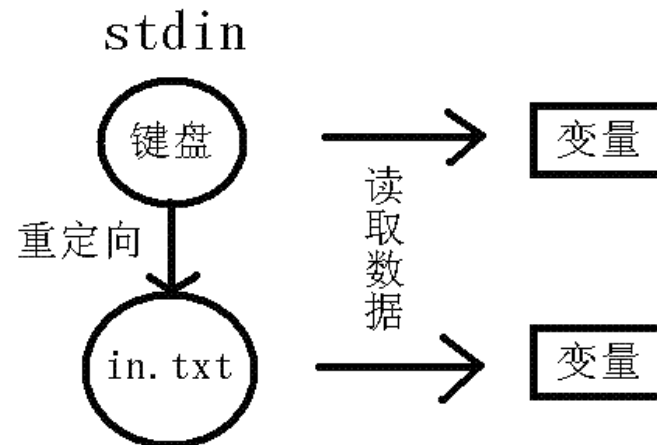 stdin
键盘
变量
读取数据
重定向
in.txt
变量